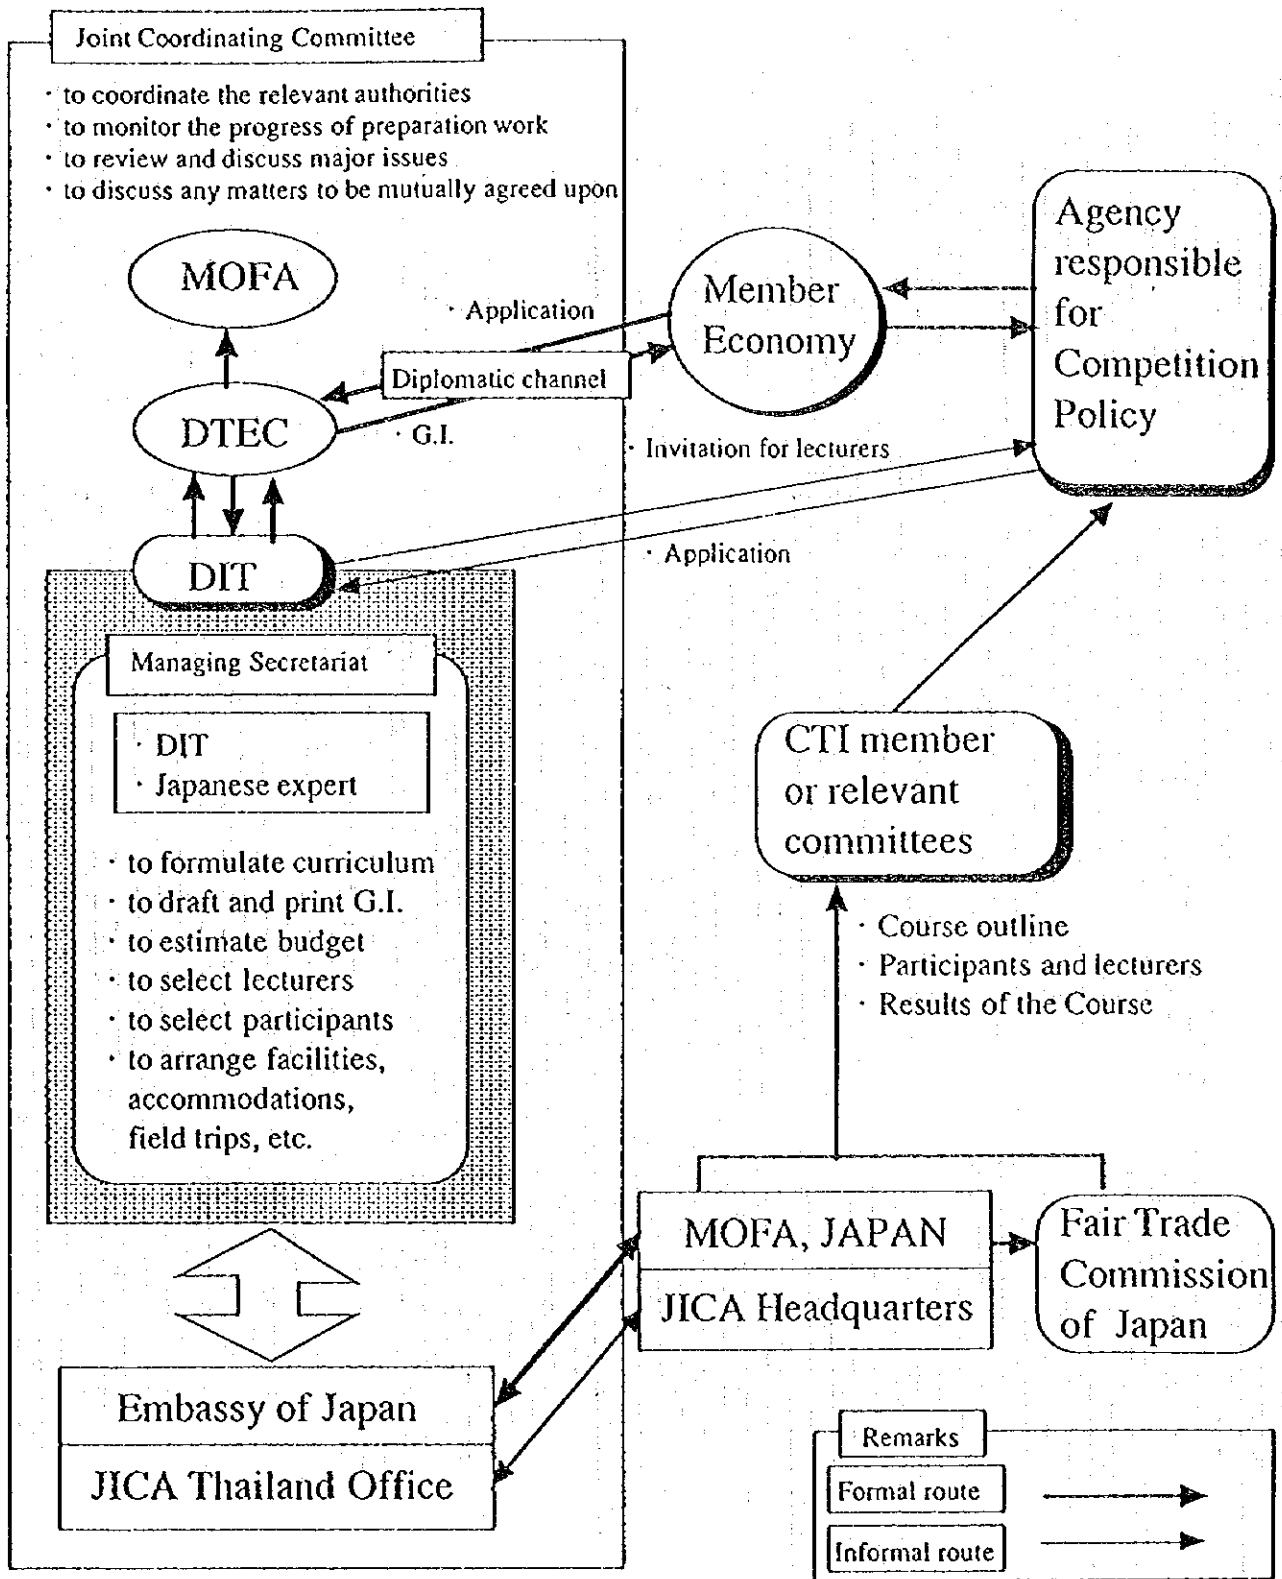 Joint Coordinating Committee
· to coordinate the relevant authorities
· to monitor the progress of preparation work
· to review and discuss major issues
· to discuss any matters to be mutually agreed upon
MOFA
DTEC
DIT
· Application
Diplomatic channel
· G.I.
Member
Economy
Agency
responsible
for
Competition
Policy
· Invitation for lecturers
· Application
Managing Secretariat
· DIT
· Japanese expert
· to formulate curriculum
· to draft and print G.I.
· to estimate budget
· to select lecturers
· to select participants
· to arrange facilities,
accommodations,
field trips, etc.
CTI member
or relevant
committees
· Course outline
· Participants and lecturers
· Results of the Course
MOFA, JAPAN
JICA Headquarters
Fair Trade
Commission
of Japan
Embassy of Japan
JICA Thailand Office
Remarks
Formal route
Informal route